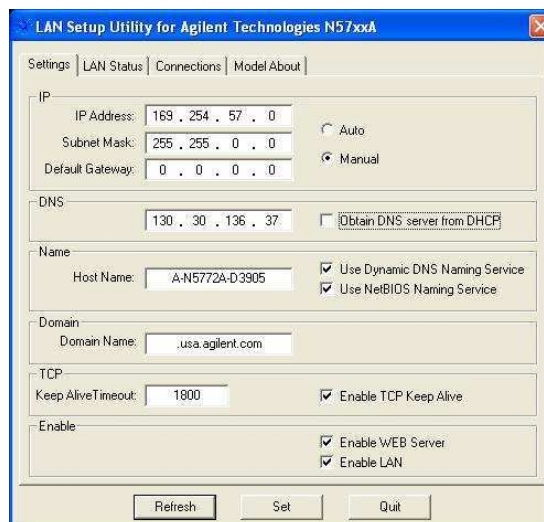 LAN Setup Utility for Agilent Technologies N57xxA
Settings LAN Status Connections Model About
IP
IP Address: 169 . 254 . 57 . 0
Auto
Subnet Mask: 255 . 255 . 0 . 0
Manual
Default Gateway: 0 . 0 . 0 . 0
DNS
130 . 30 . 136 . 37 Obtain DNS server from DHCP
Name
Use Dynamic DNS Naming Service
Host Name: A-N5772A-D3905
Use NetBIOS Naming Service
Domain
Domain Name: .usa.agilent.com
TCP
Keep AliveTimeout: 1800 Enable TCP Keep Alive
Enable
Enable WEB Server
Enable LAN
Refresh Set Quit